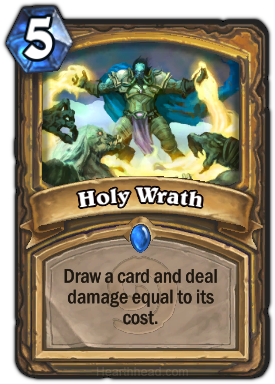 5
Holy Wrath
Draw a card and deal
damage equal to its
cost.
Hearthhead.com